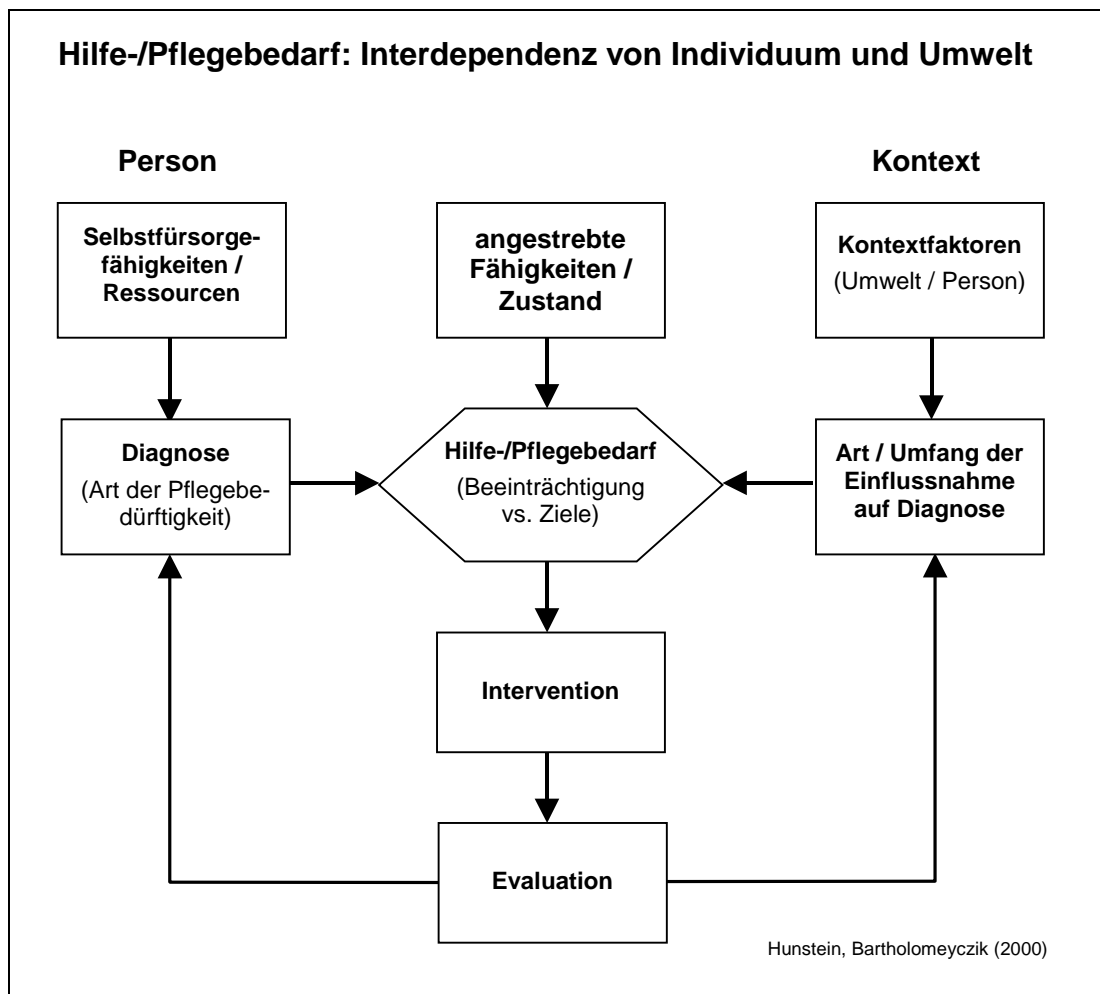 Hilfe-/Pflegebedarf: Interdependenz von Individuum und Umwelt
Person
Kontext
Selbstfürsorge-
fähigkeiten /
Ressourcen
angestrebte
Fähigkeiten /
Zustand
Kontextfaktoren
(Umwelt / Person)
Diagnose
(Art der Pflegebe-
dürftigkeit)
Hilfe-/Pflegebedarf
(Beeinträchtigung
vs. Ziele)
Art / Umfang der
Einflussnahme
auf Diagnose
Intervention
Evaluation
Hunstein, Bartholomeyczik (2000)